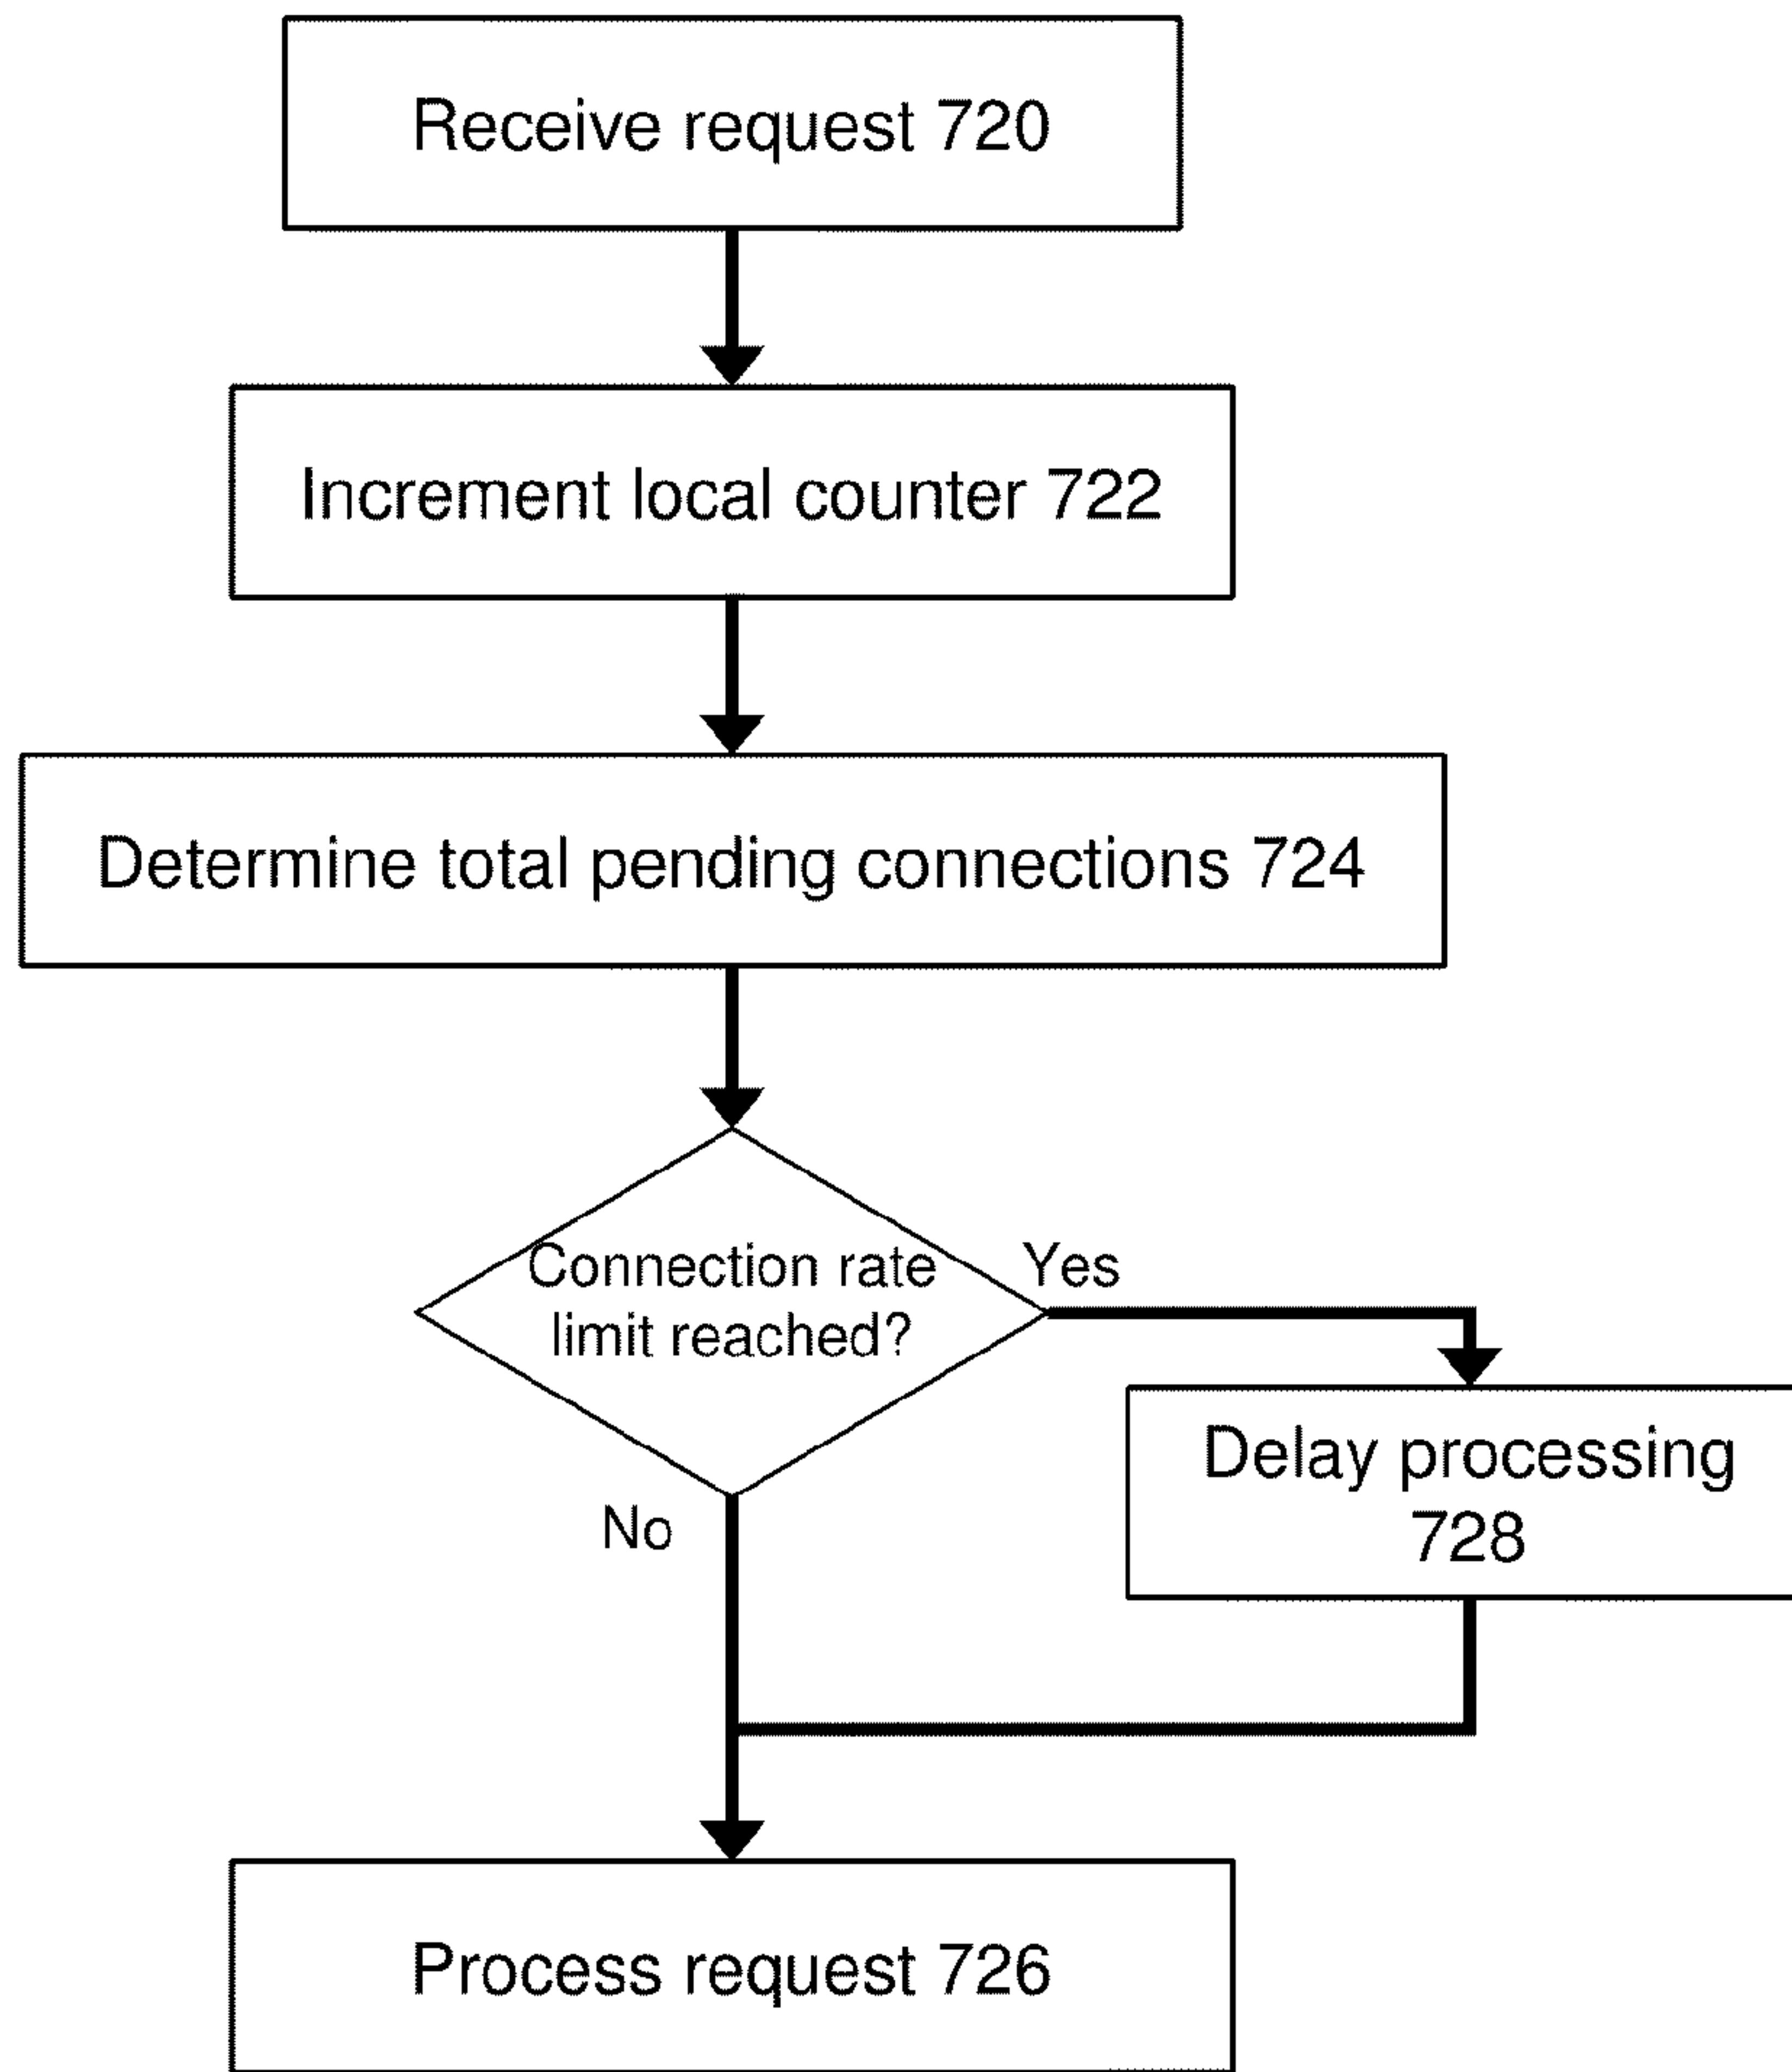 Receive request 720
Increment local counter 722
Determine total pending connections 724
Connection rate
limit reached?
Yes
No
Delay processing
728
Process request 726